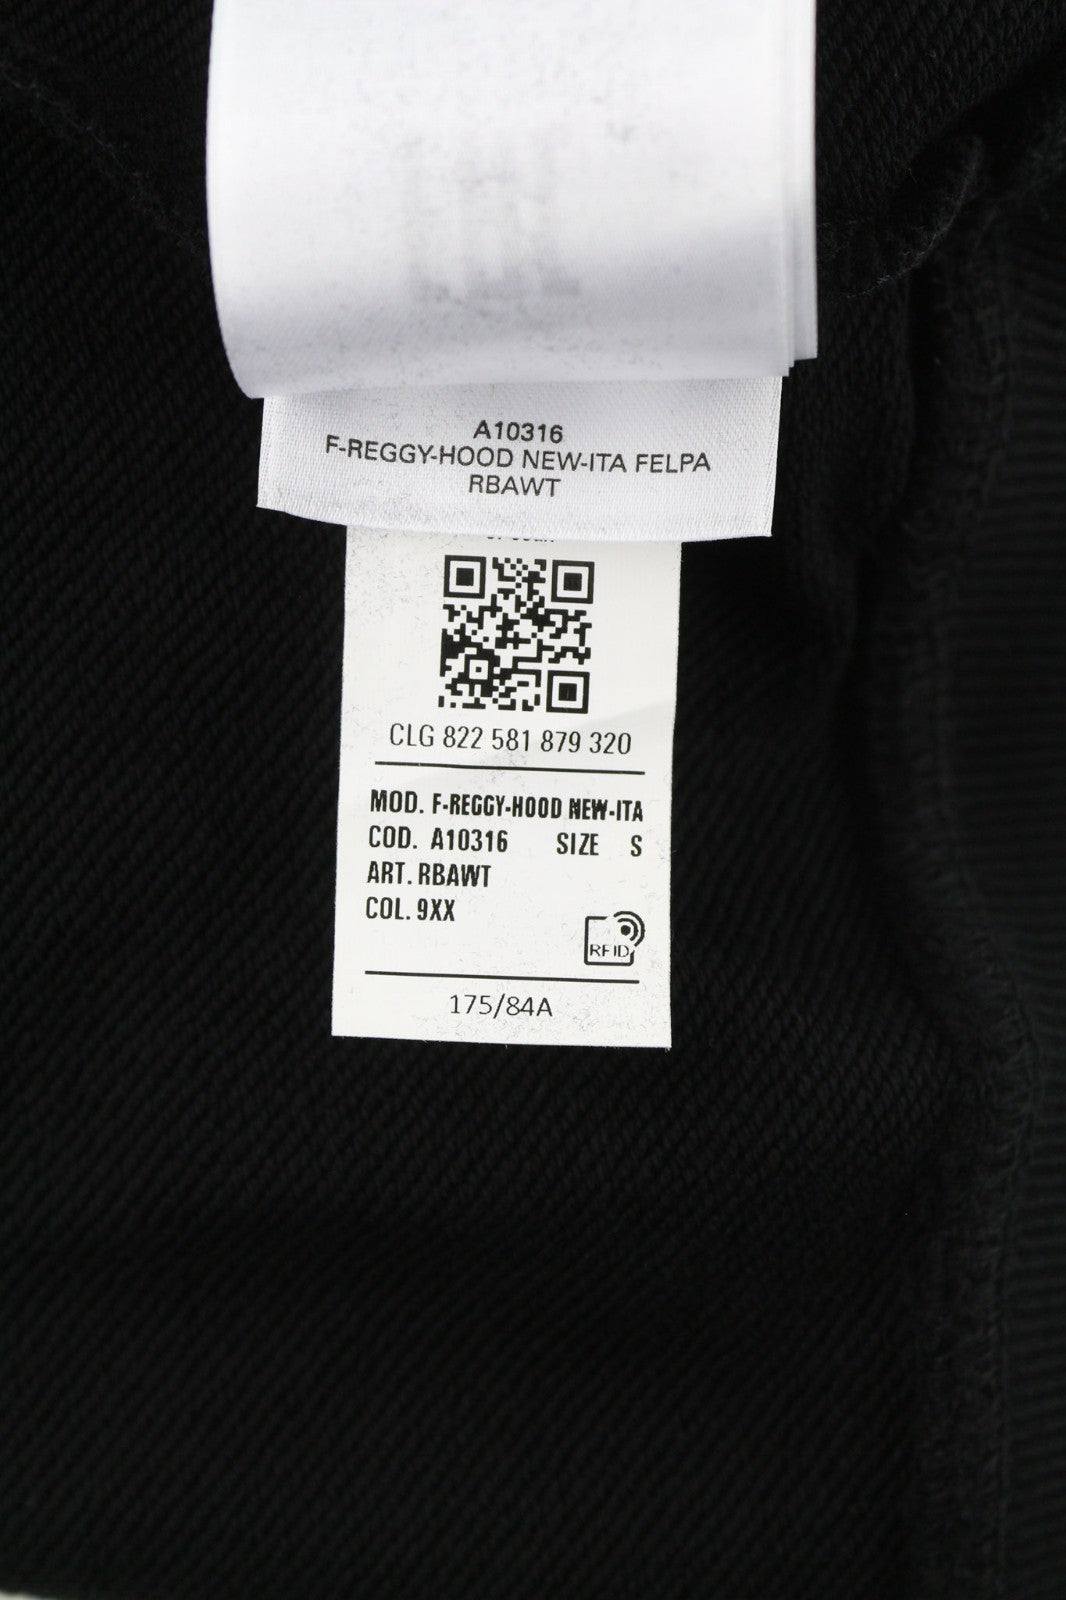 A10316
F-REGGY-HOOD NEW-ITA FELPA
RBAWT
CLG 822 581 879 320
MOD. F-REGGY-HOOD NEW-ITA
COD. A10316 SIZE S
ART. RBAWT
COL. 9XX
RFID
175/84A